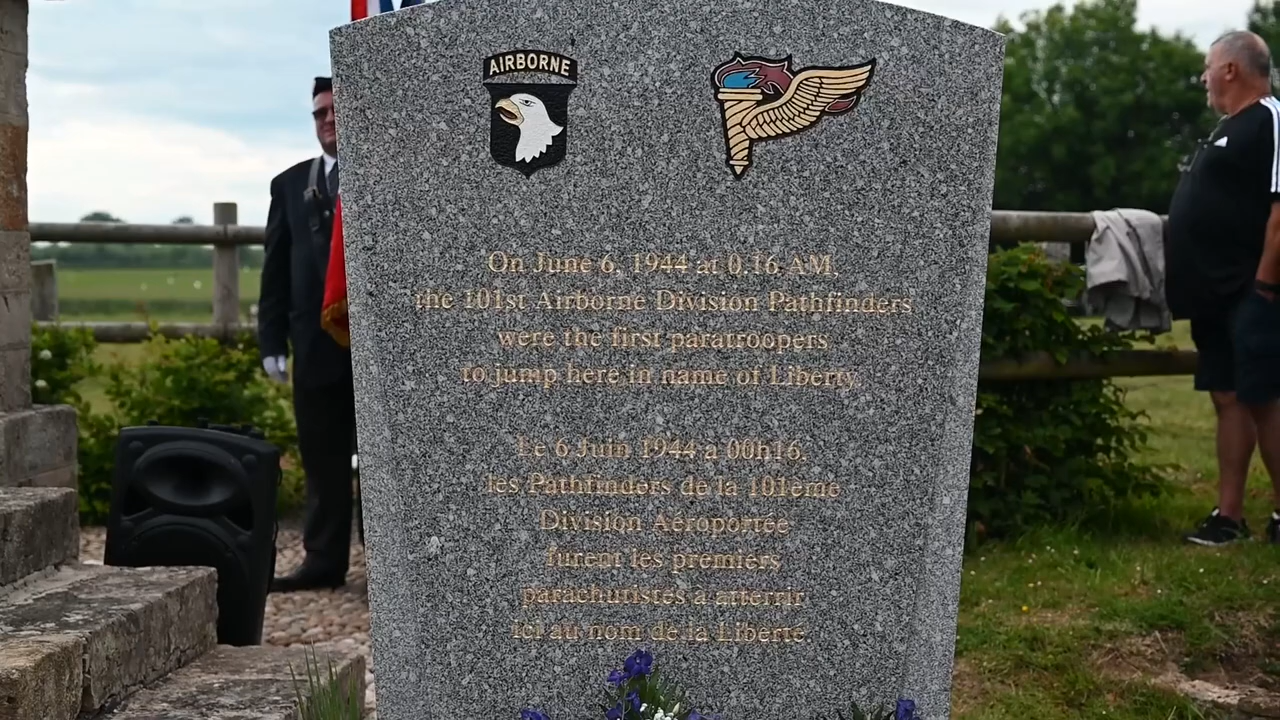 AIRBORNE
On June 6, 1944 at 0.16 AM,
the 101st Airborne Division Pathfinders
were the first paratroopers
to jump here in name of Liberty
Le 6 Juin 1944 a 00h16,
les Pathfinders de la 101ème
Division Aéroportée
furent les premiers
parachutistes à atterrir
ici au nom de la Liberté